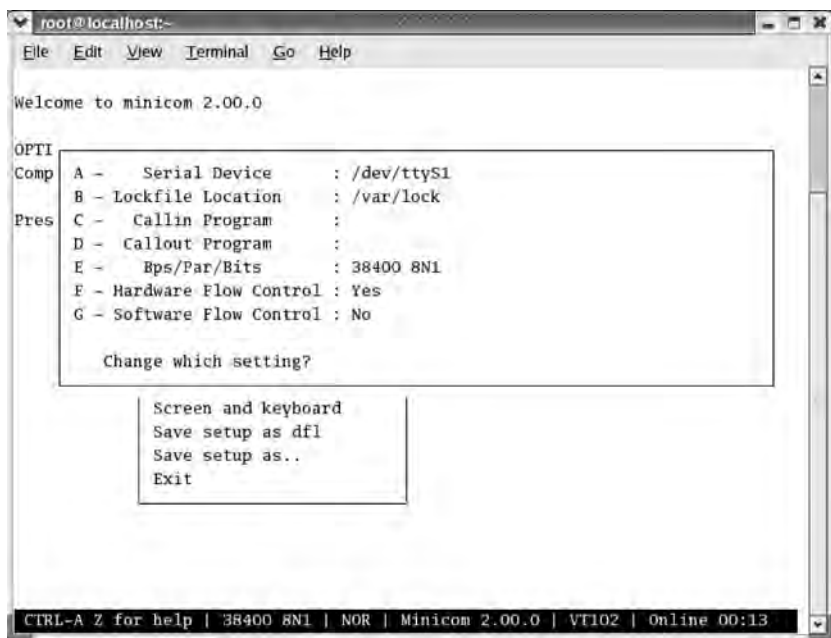 root@localhost:~
File Edit View Terminal Go Help
Welcome to minicom 2.00.0
OPTI
Comp A - Serial Device : /dev/ttyS1
B - Lockfile Location : /var/lock
Pres C - Callin Program :
D - Callout Program :
E - Bps/Par/Bits : 38400 8N1
F - Hardware Flow Control : Yes
G - Software Flow Control : No
Change which setting?
Screen and keyboard
Save setup as dfl
Save setup as..
Exit
CTRL-A Z for help | 38400 8N1 | NOR | Minicom 2.00.0 | VT102 | Online 00:13